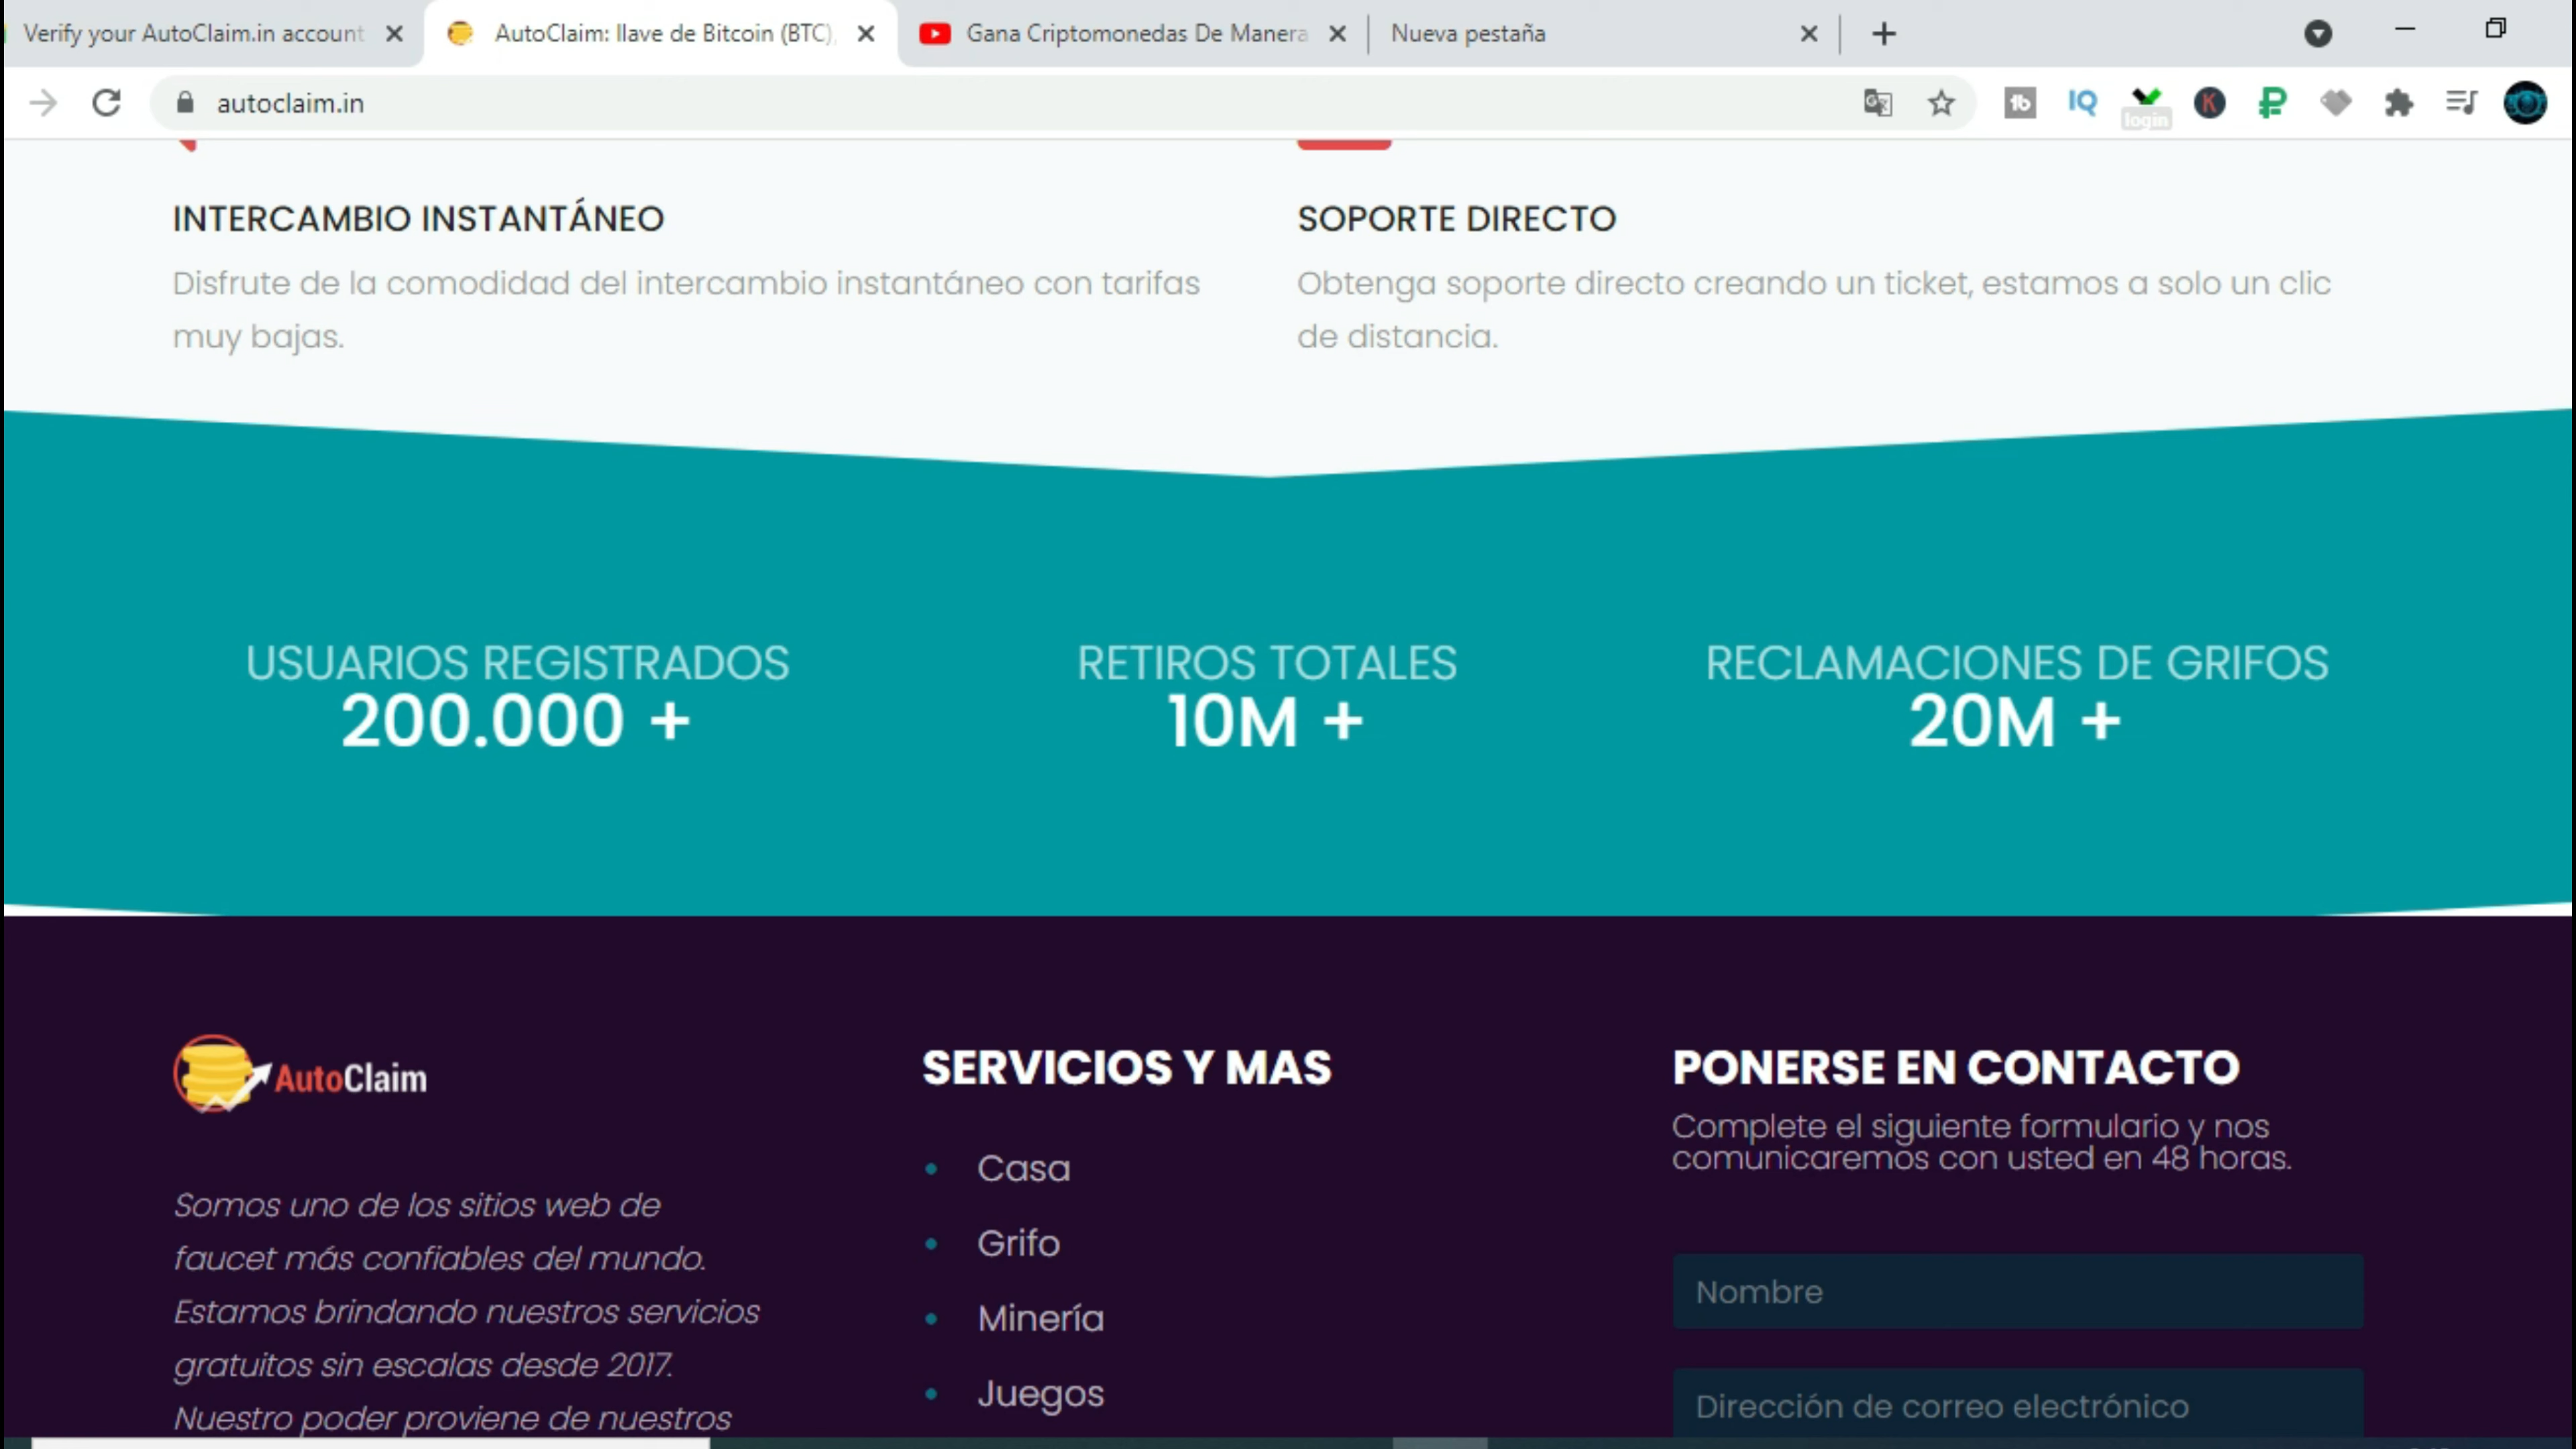 Verify your AutoClaim.in account
AutoClaim: llave de Bitcoin (BTC),
Gana Criptomonedas De Manera
Nueva pestaña
autoclaim.in
tb
IQ
login
K
INTERCAMBIO INSTANTÁNEO
Disfrute de la comodidad del intercambio instantáneo con tarifas
muy bajas.
SOPORTE DIRECTO
Obtenga soporte directo creando un ticket, estamos a solo un clic
de distancia.
USUARIOS REGISTRADOS
200.000 +
RETIROS TOTALES
10M +
RECLAMACIONES DE GRIFOS
20M +
AutoClaim
Somos uno de los sitios web de
faucet más confiables del mundo.
Estamos brindando nuestros servicios
gratuitos sin escalas desde 2017.
Nuestro poder proviene de nuestros
SERVICIOS Y MAS
• Casa
• Grifo
• Minería
• Juegos
PONERSE EN CONTACTO
Complete el siguiente formulario y nos
comunicaremos con usted en 48 horas.
Nombre
Dirección de correo electrónico